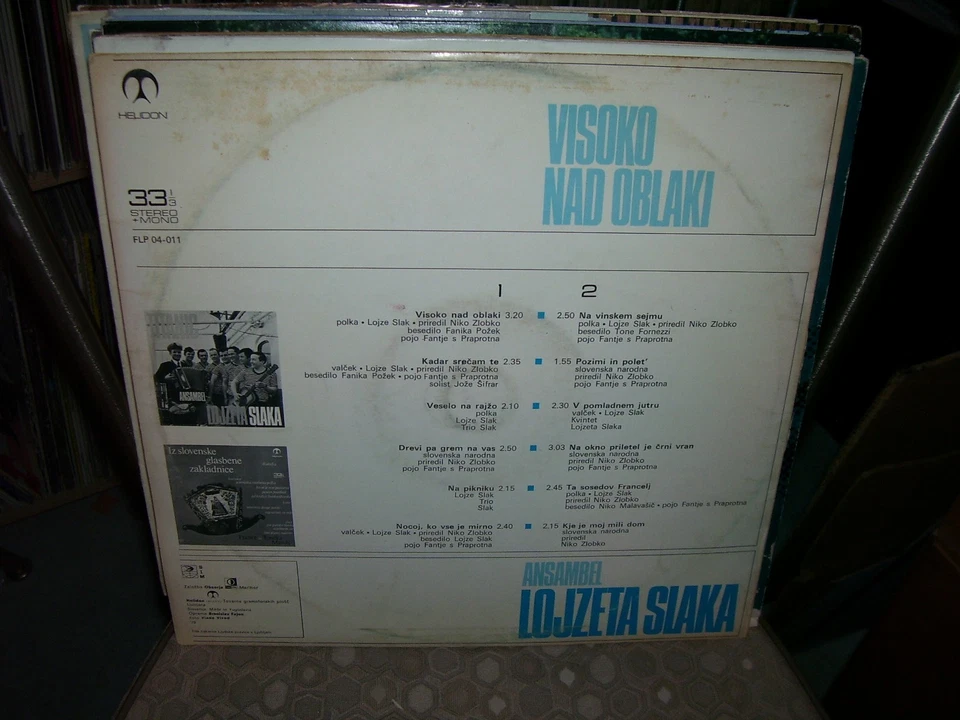 HELIDON
VISOKO
NAD OBLAKI
33 1/3
STEREO
+MONO
FLP 04-011
1
Visoko nad oblaki 3.20
polka • Lojze Slak • priredil Niko Zlobko
besedilo Fanika Požek
pojo Fantje s Praprotna
Kadar srečam te 2.35
valček • Lojze Slak • priredil Niko Zlobko
besedilo Fanika Požek • pojo Fantje s Praprotna
solist Jože Šifrar
Veselo na rajžo 2.10
polka
Lojze Slak
Trio Slak
Drevi pa grem na vas 2.50
slovenska narodna
priredil Niko Zlobko
pojo Fantje s Praprotna
Na pikniku 2.15
Lojze Slak
Trio
Slak
Nocoj, ko vse je mirno 2.40
valček • Lojze Slak • priredil Niko Zlobko
besedilo Lojze Slak
pojo Fantje s Praprotna
2
2.50 Na vinskem sejmu
polka • Lojze Slak • priredil Niko Zlobko
besedilo Tone Fornezzi
pojo Fantje s Praprotna
1.55 Pozimi in polet'
slovenska narodna
priredil Niko Zlobko
pojo Fantje s Praprotna
2.30 V pomladnem jutru
valček • Lojze Slak
Kvintet
Lojzeta Slaka
3.03 Na okno priletel je črni vran
slovenska narodna
priredil Niko Zlobko
pojo Fantje s Praprotna
2.45 Ta sosedov Francelj
polka • Lojze Slak
priredil Niko Zlobko
besedilo Niko Malavašič • pojo Fantje s Praprotna
2.15 Kje je moj mili dom
slovenska narodna
priredil
Niko Zlobko
ANSAMBEL
LOJZETA SLAKA
Iz slovenske
glasbene
zakladnice
ANSAMBEL
LOJZETA SLAKA